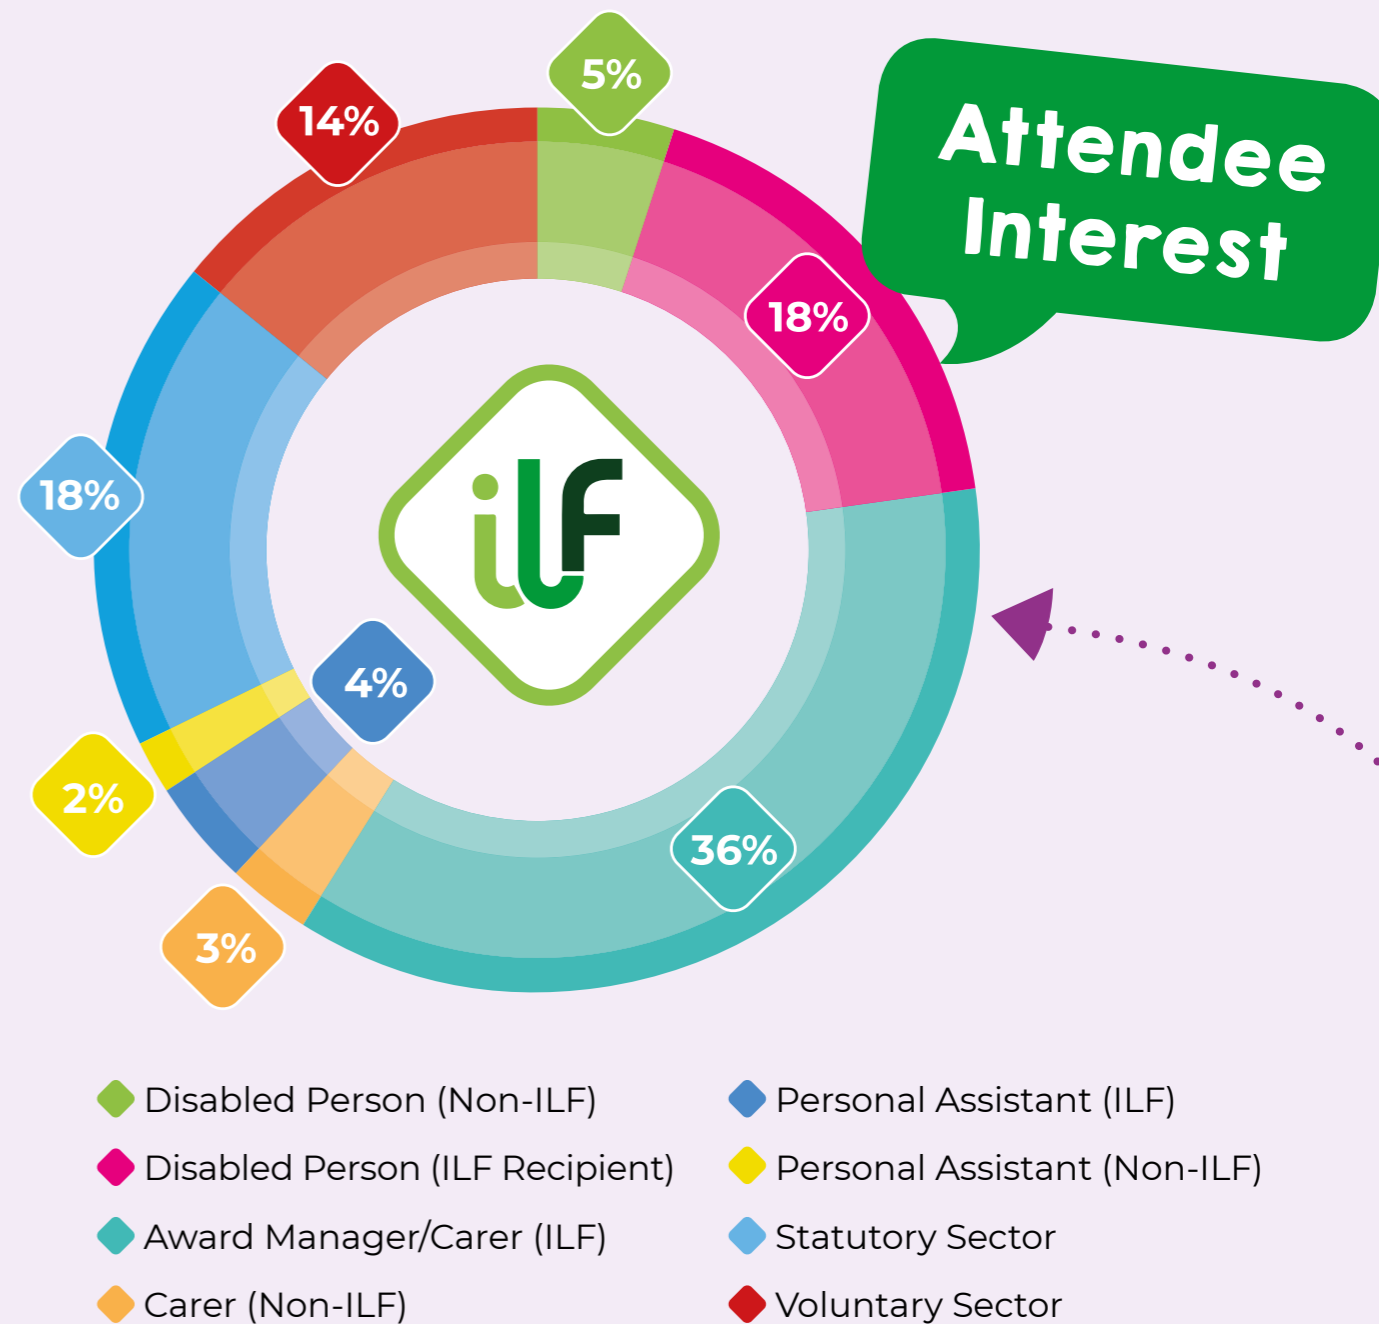 5%
14%
Attendee
Interest
18%
18%
ilf
4%
2%
36%
3%
Disabled Person (Non-ILF)
Disabled Person (ILF Recipient)
Award Manager/Carer (ILF)
Carer (Non-ILF)
Personal Assistant (ILF)
Personal Assistant (Non-ILF)
Statutory Sector
Voluntary Sector